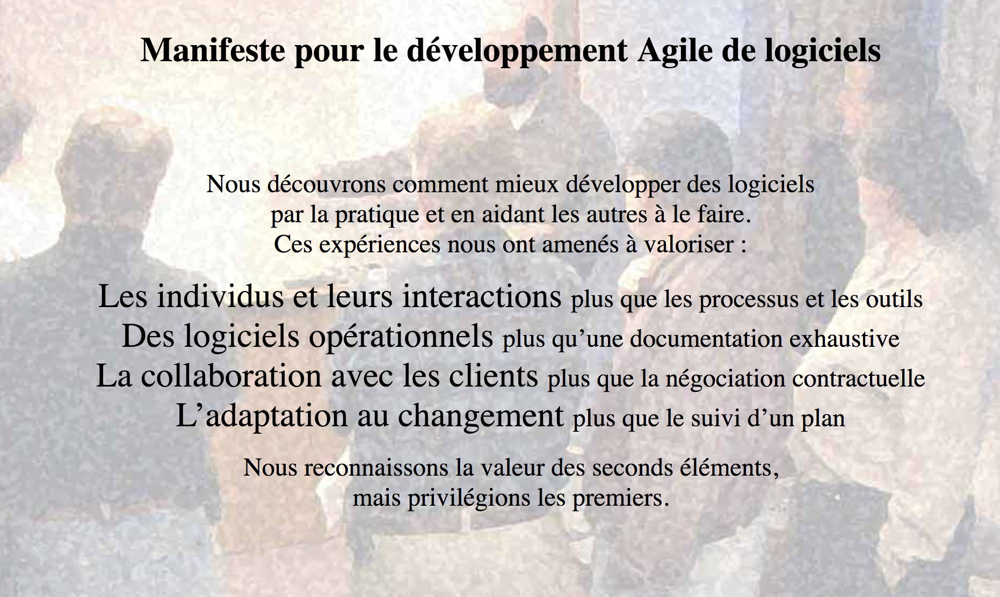 Manifeste pour le développement Agile de logiciels
Nous découvrons comment mieux développer des logiciels
par la pratique et en aidant les autres à le faire.
Ces expériences nous ont amenés à valoriser :
Les individus et leurs interactions plus que les processus et les outils
Des logiciels opérationnels plus qu’une documentation exhaustive
La collaboration avec les clients plus que la négociation contractuelle
L’adaptation au changement plus que le suivi d’un plan
Nous reconnaissons la valeur des seconds éléments,
mais privilégions les premiers.